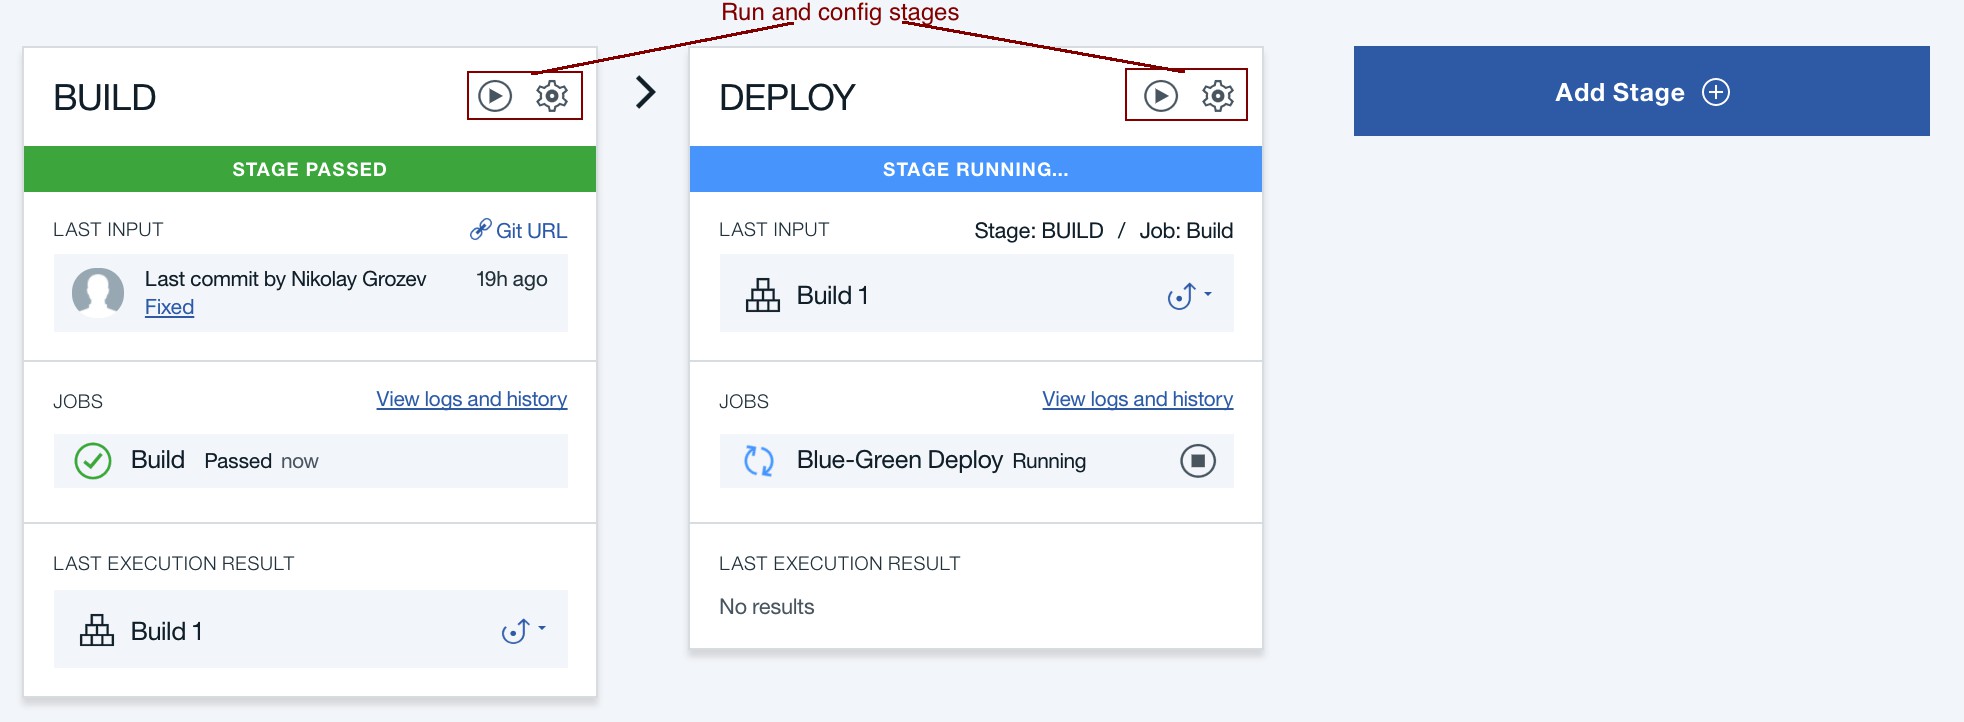 Run and config stages
BUILD
STAGE PASSED
LAST INPUT Git URL
Last commit by Nikolay Grozev 19h ago
Fixed
JOBS View logs and history
Build Passed now
LAST EXECUTION RESULT
Build 1
DEPLOY
STAGE RUNNING...
LAST INPUT Stage: BUILD / Job: Build
Build 1
JOBS View logs and history
Blue-Green Deploy Running
LAST EXECUTION RESULT
No results
Add Stage